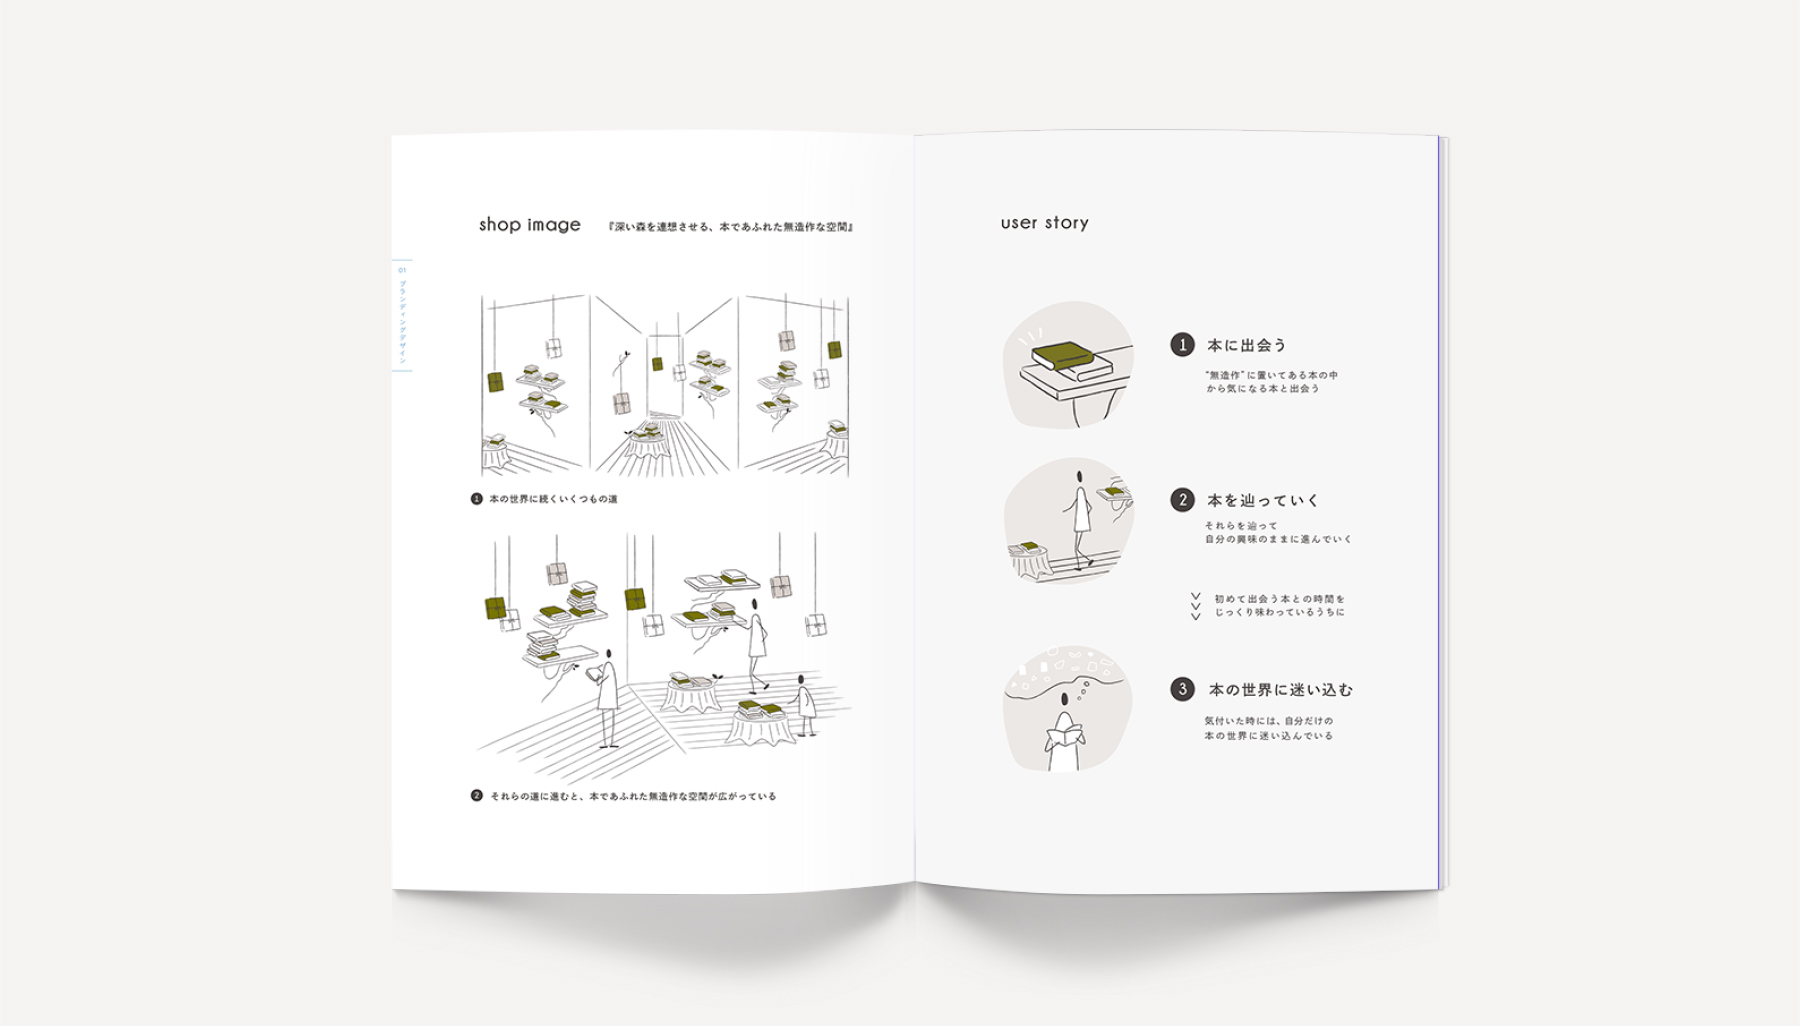 shop image 『深い森を連想させる、本であふれた無造作な空間』
01 ブランディングデザイン
1 本の世界に続くいくつもの道
2 それらの道に進むと、本であふれた無造作な空間が広がっている
user story
1 本に出会う
“無造作”に置いてある本の中
から気になる本と出会う
2 本を辿っていく
それらを辿って
自分の興味のままに進んでいく
初めて出会う本との時間を
じっくり味わっているうちに
3 本の世界に迷い込む
気付いた時には、自分だけの
本の世界に迷い込んでいる